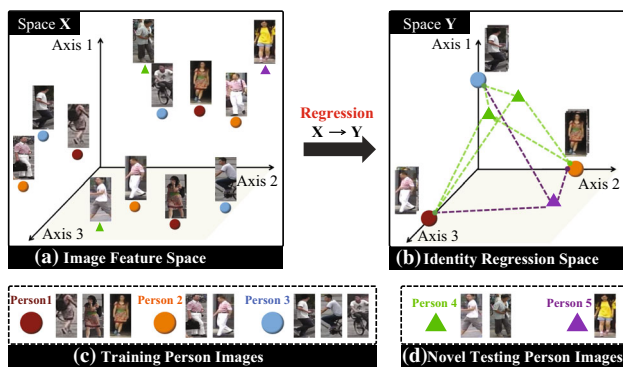 Space X
Axis 1
Axis 2
Axis 3
(a) Image Feature Space
Regression
X → Y
Space Y
Axis 1
Axis 2
Axis 3
(b) Identity Regression Space
Person1
Person 2
Person 3
(c) Training Person Images
Person 4
Person 5
(d)Novel Testing Person Images